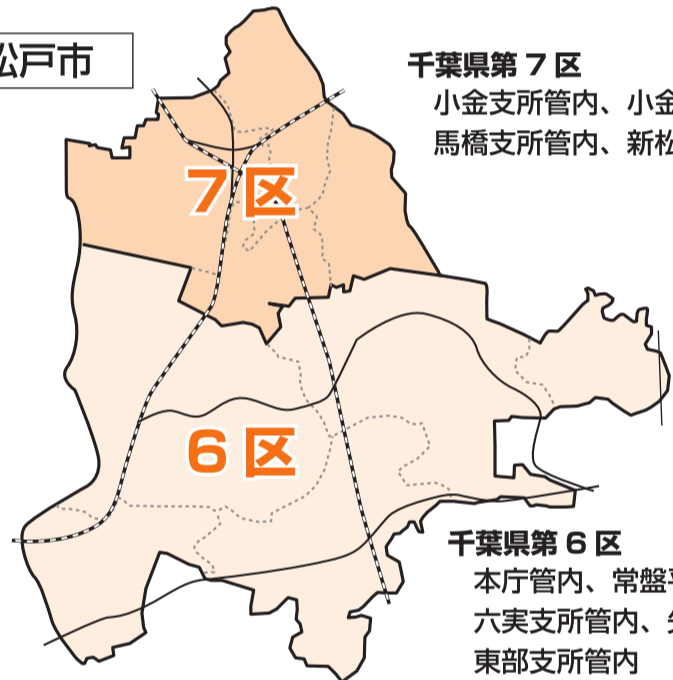 松戸市
千葉県第7区
小金支所管内、小金
馬橋支所管内、新松
7区
6区
千葉県第6区
本庁管内、常盤平
六実支所管内、
東部支所管内